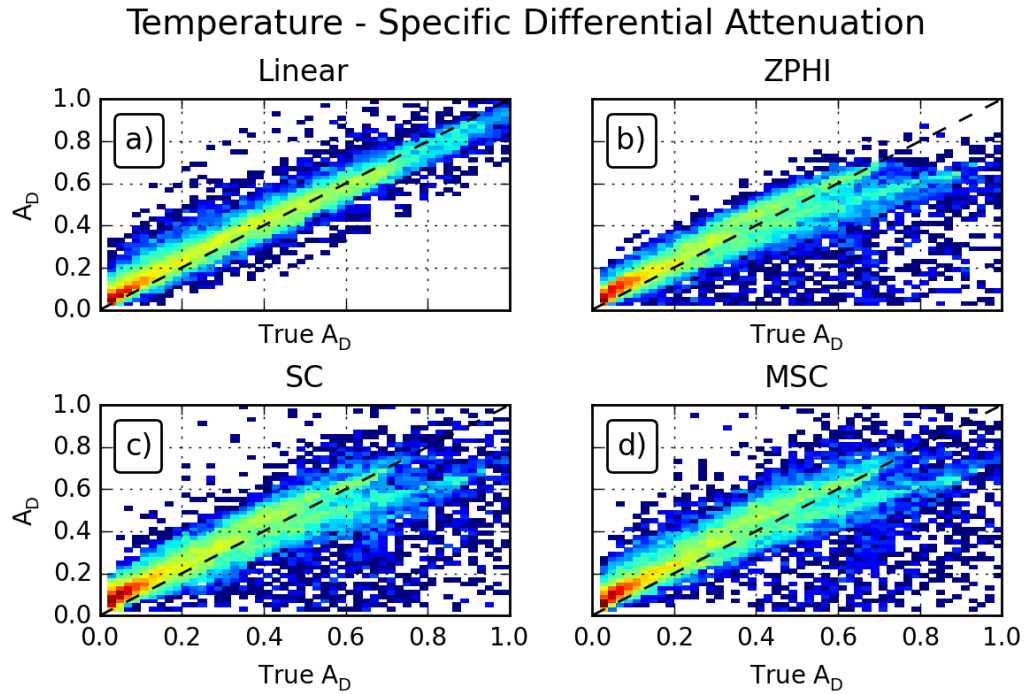 Temperature - Specific Differential Attenuation
Linear
ZPHI
a)
b)
1.0
0.8
0.6
0.4
0.2
0.0
A_D
True A_D
True A_D
SC
MSC
c)
d)
1.0
0.8
0.6
0.4
0.2
0.0
A_D
0.0 0.2 0.4 0.6 0.8 1.0
0.0 0.2 0.4 0.6 0.8 1.0
True A_D
True A_D